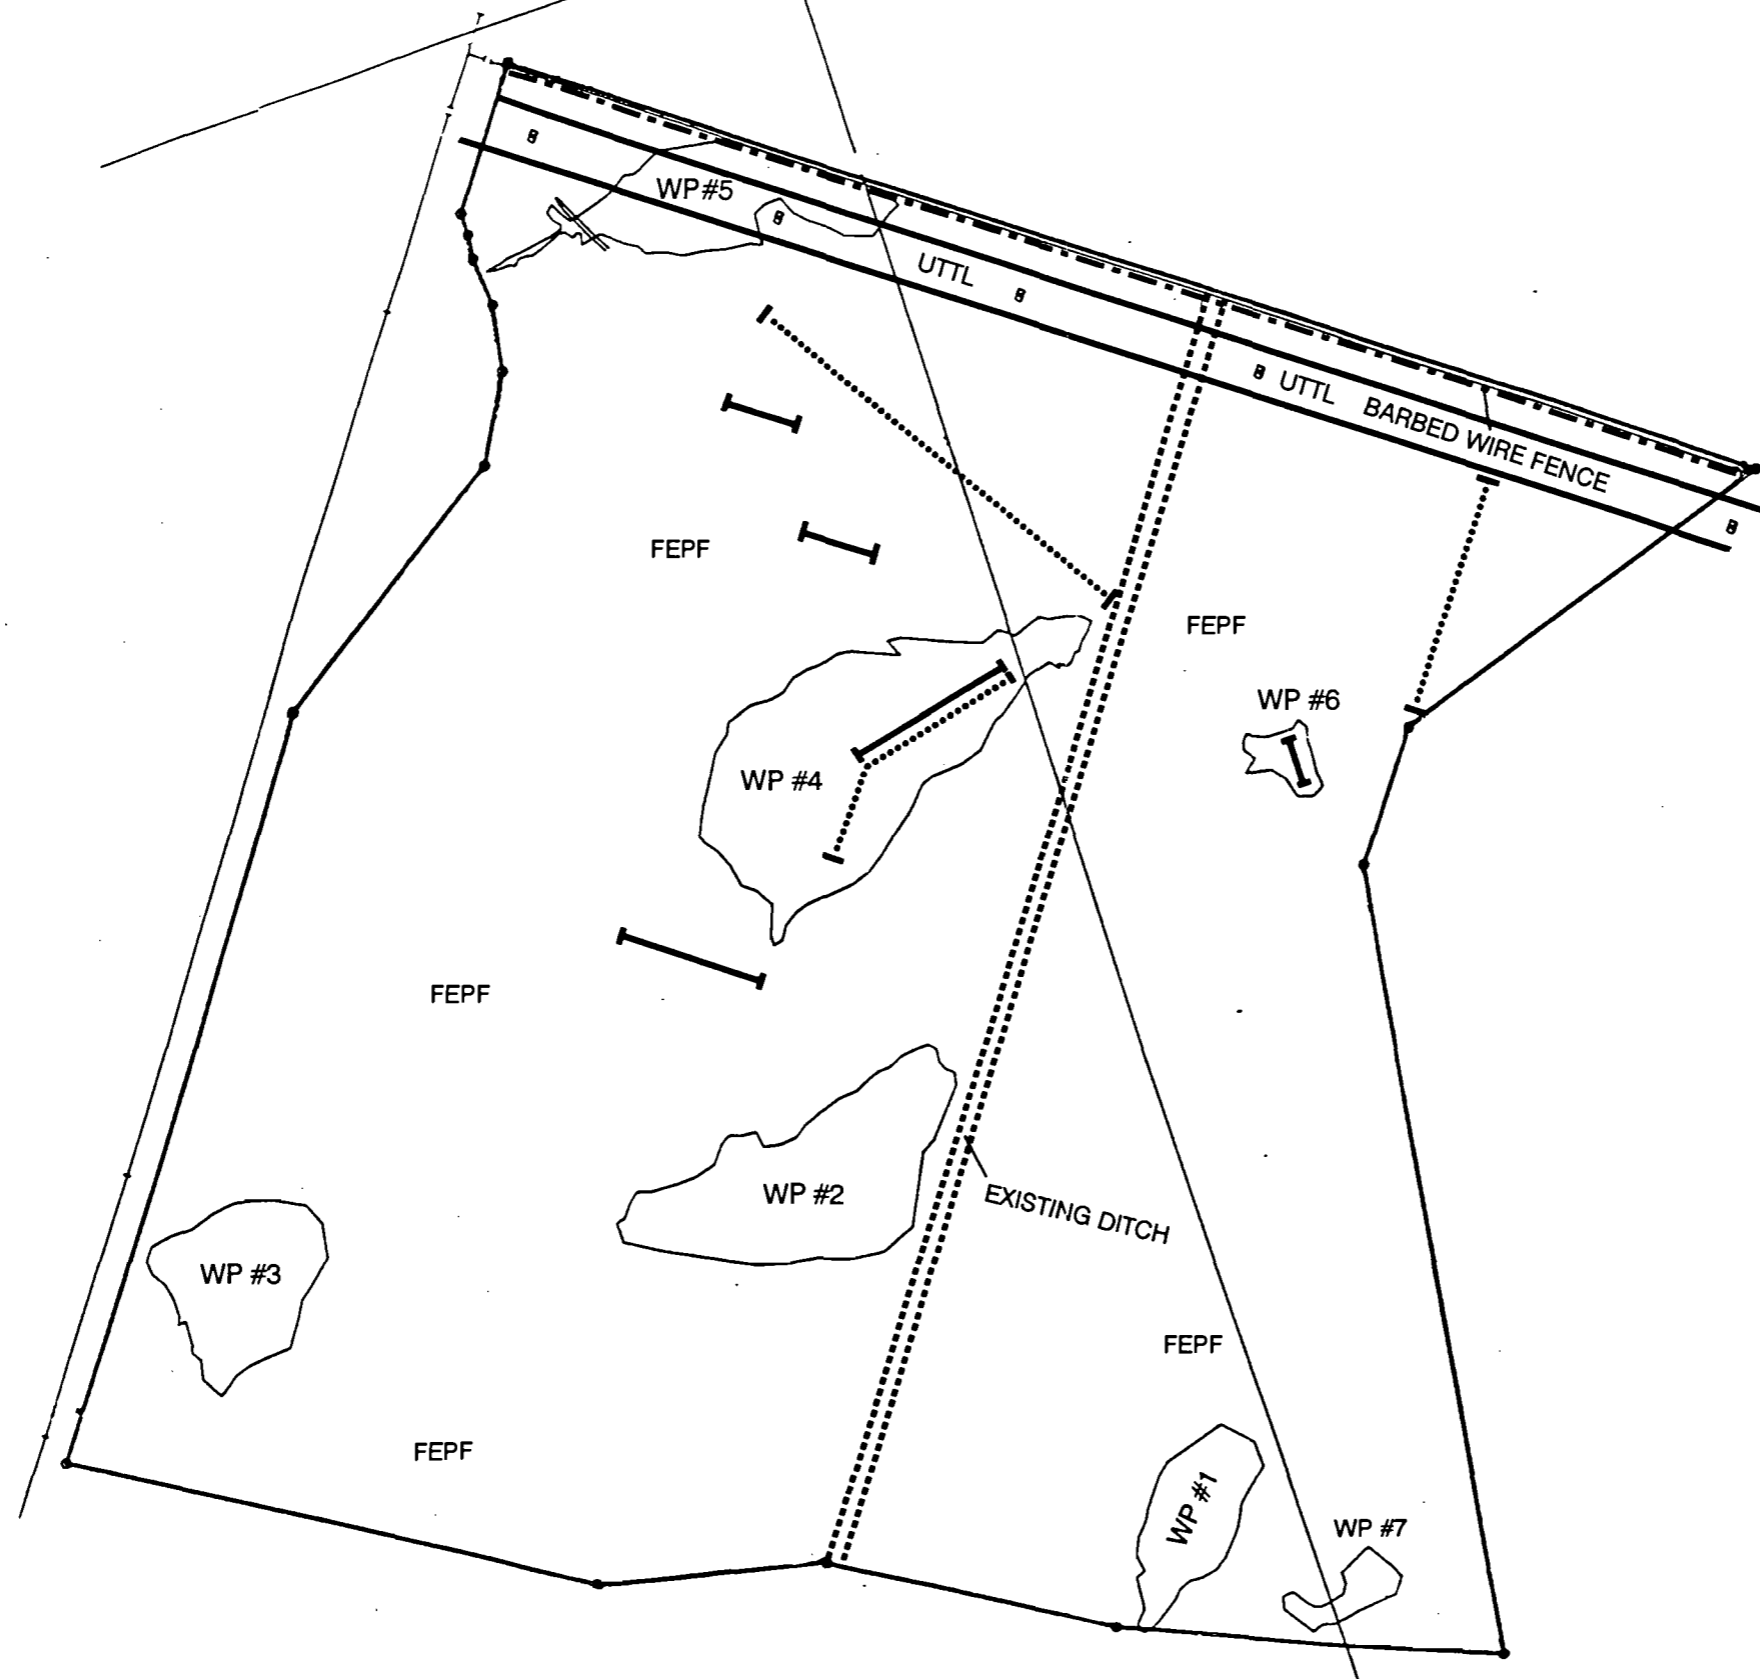 WP#5
UTTL
UTTL
BARBED WIRE FENCE
FEPF
FEPF
WP #6
WP #4
FEPF
WP #2
EXISTING DITCH
WP #3
FEPF
FEPF
WP #1
WP #7